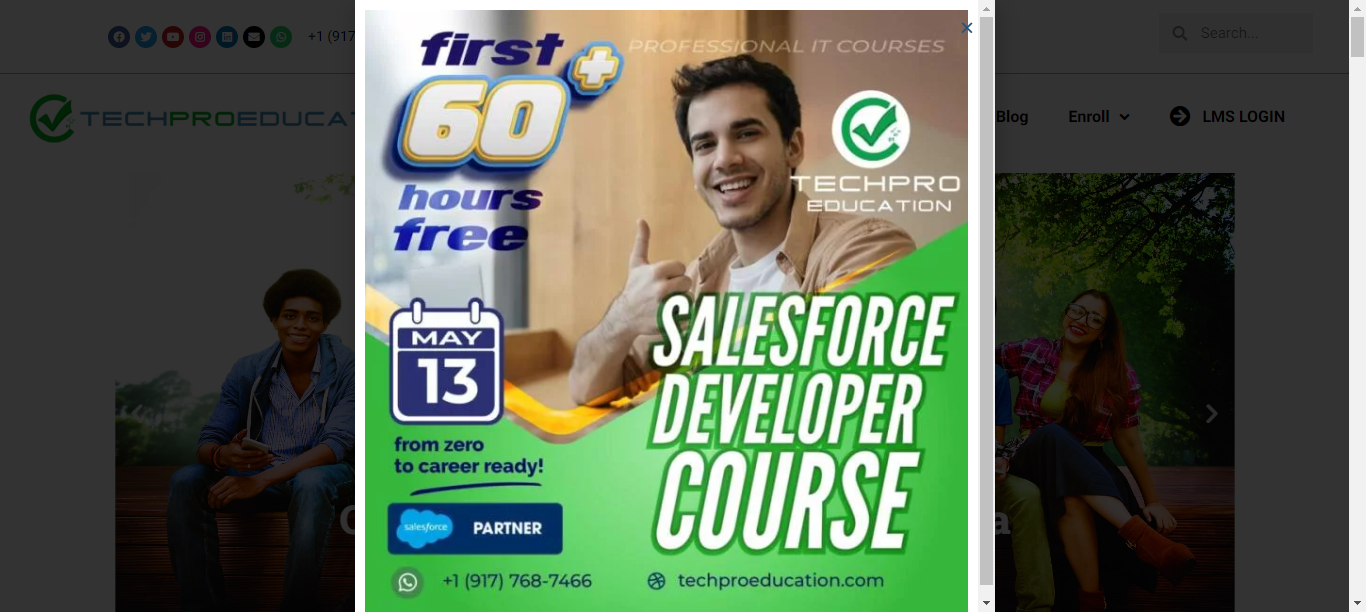 +1 (917
Search...
TECHPROEDUCAT
Blog
Enroll
LMS LOGIN
first
60+
hours
free
PROFESSIONAL IT COURSES
TECHPRO
EDUCATION
MAY
13
from zero
to career ready!
salesforce
PARTNER
SALESFORCE
DEVELOPER
COURSE
+1 (917) 768-7466
techproeducation.com